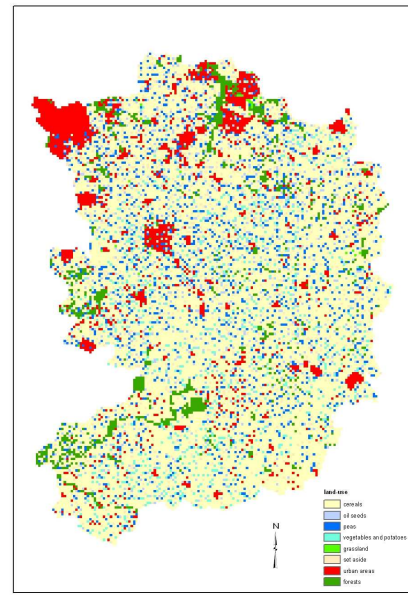 N
land-use
cereals
oil seeds
peas
vegetables and potatoes
grassland
set aside
urban areas
forests